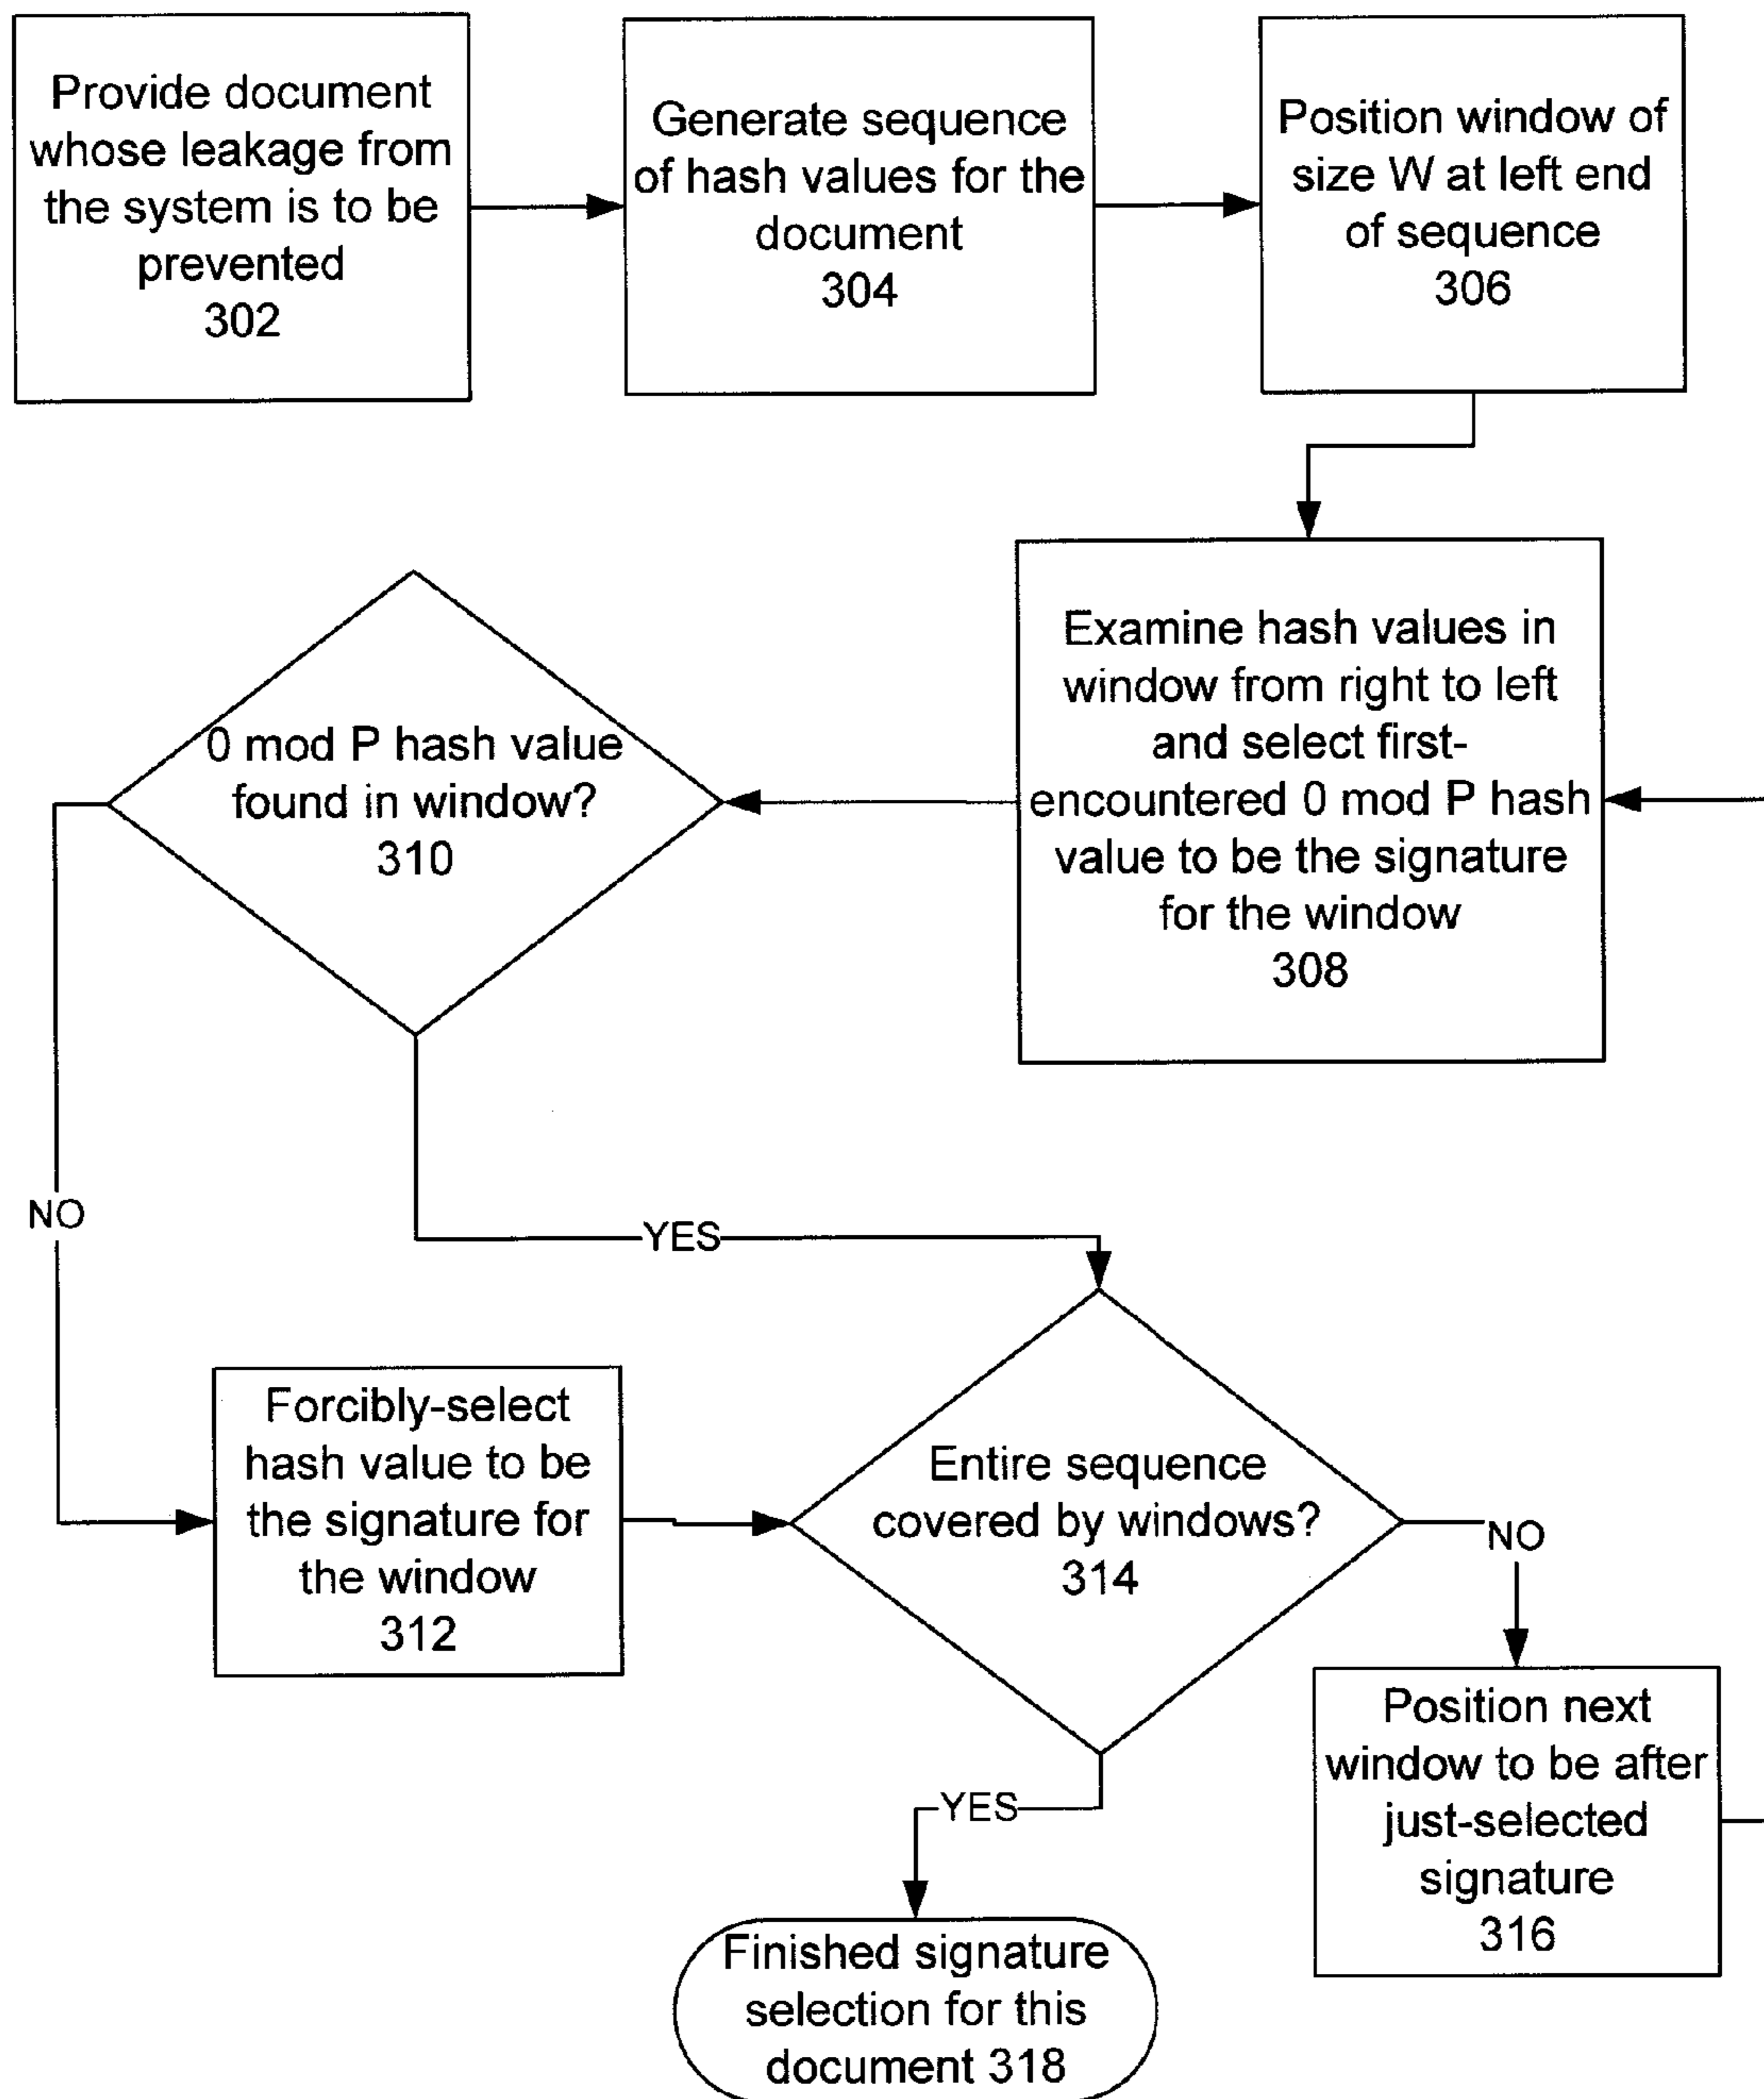 Provide document
whose leakage from
the system is to be
prevented
302
Generate sequence
of hash values for the
document
304
Position window of
size W at left end
of sequence
306
Examine hash values in
window from right to left
and select first-
encountered 0 mod P hash
value to be the signature
for the window
308
0 mod P hash value
found in window?
310
NO
YES
Forcibly-select
hash value to be
the signature for
the window
312
Entire sequence
covered by windows?
314
NO
Position next
window to be after
just-selected
signature
316
YES
Finished signature
selection for this
document 318